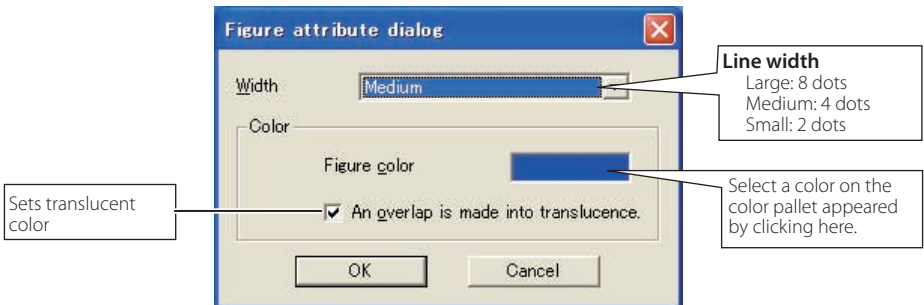 Figure attribute dialog
Width
Medium
Line width
Large: 8 dots
Medium: 4 dots
Small: 2 dots
Color
Figure color
Select a color on the
color pallet appeared
by clicking here.
Sets translucent
color
An overlap is made into translucence.
OK
Cancel